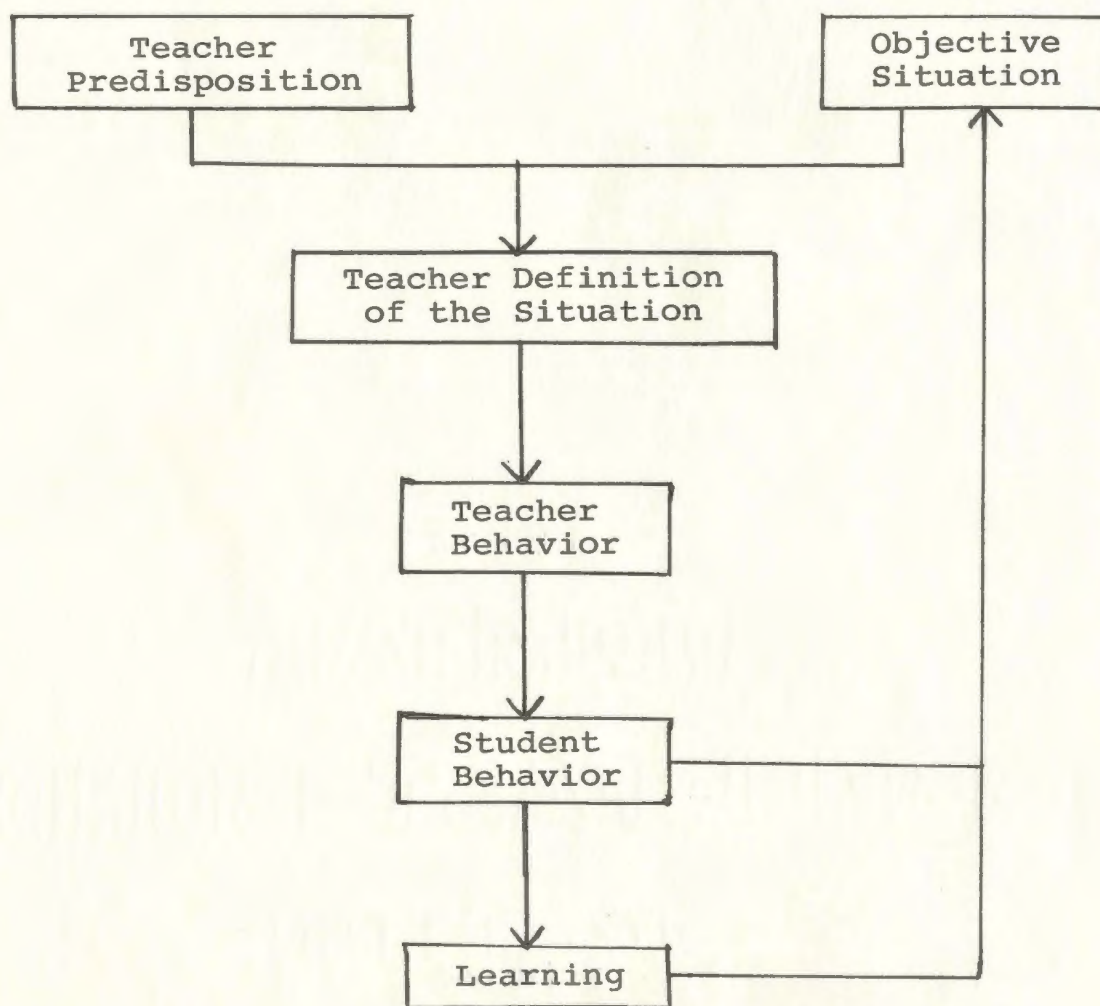 Teacher
Predisposition
Objective
Situation
Teacher Definition
of the Situation
Teacher
Behavior
Student
Behavior
Learning